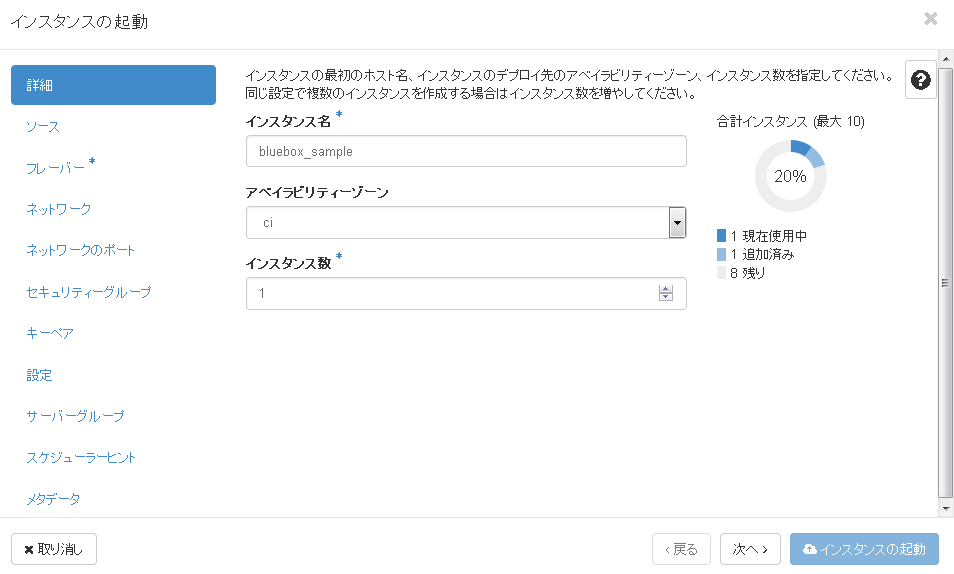 インスタンスの起動
×
詳細
ソース
フレーバー *
ネットワーク
ネットワークのポート
セキュリティーグループ
キーペア
設定
サーバーグループ
スケジューラーヒント
メタデータ
インスタンスの最初のホスト名、インスタンスのデプロイ先のアベイラビリティーゾーン、インスタンス数を指定してください。
同じ設定で複数のインスタンスを作成する場合はインスタンス数を増やしてください。
?
インスタンス名 *
bluebox_sample
アベイラビリティーゾーン
ci
インスタンス数 *
1
合計インスタンス (最大 10)
20%
1 現在使用中
1 追加済み
8 残り
× 取り消し
‹ 戻る
次へ ›
インスタンスの起動